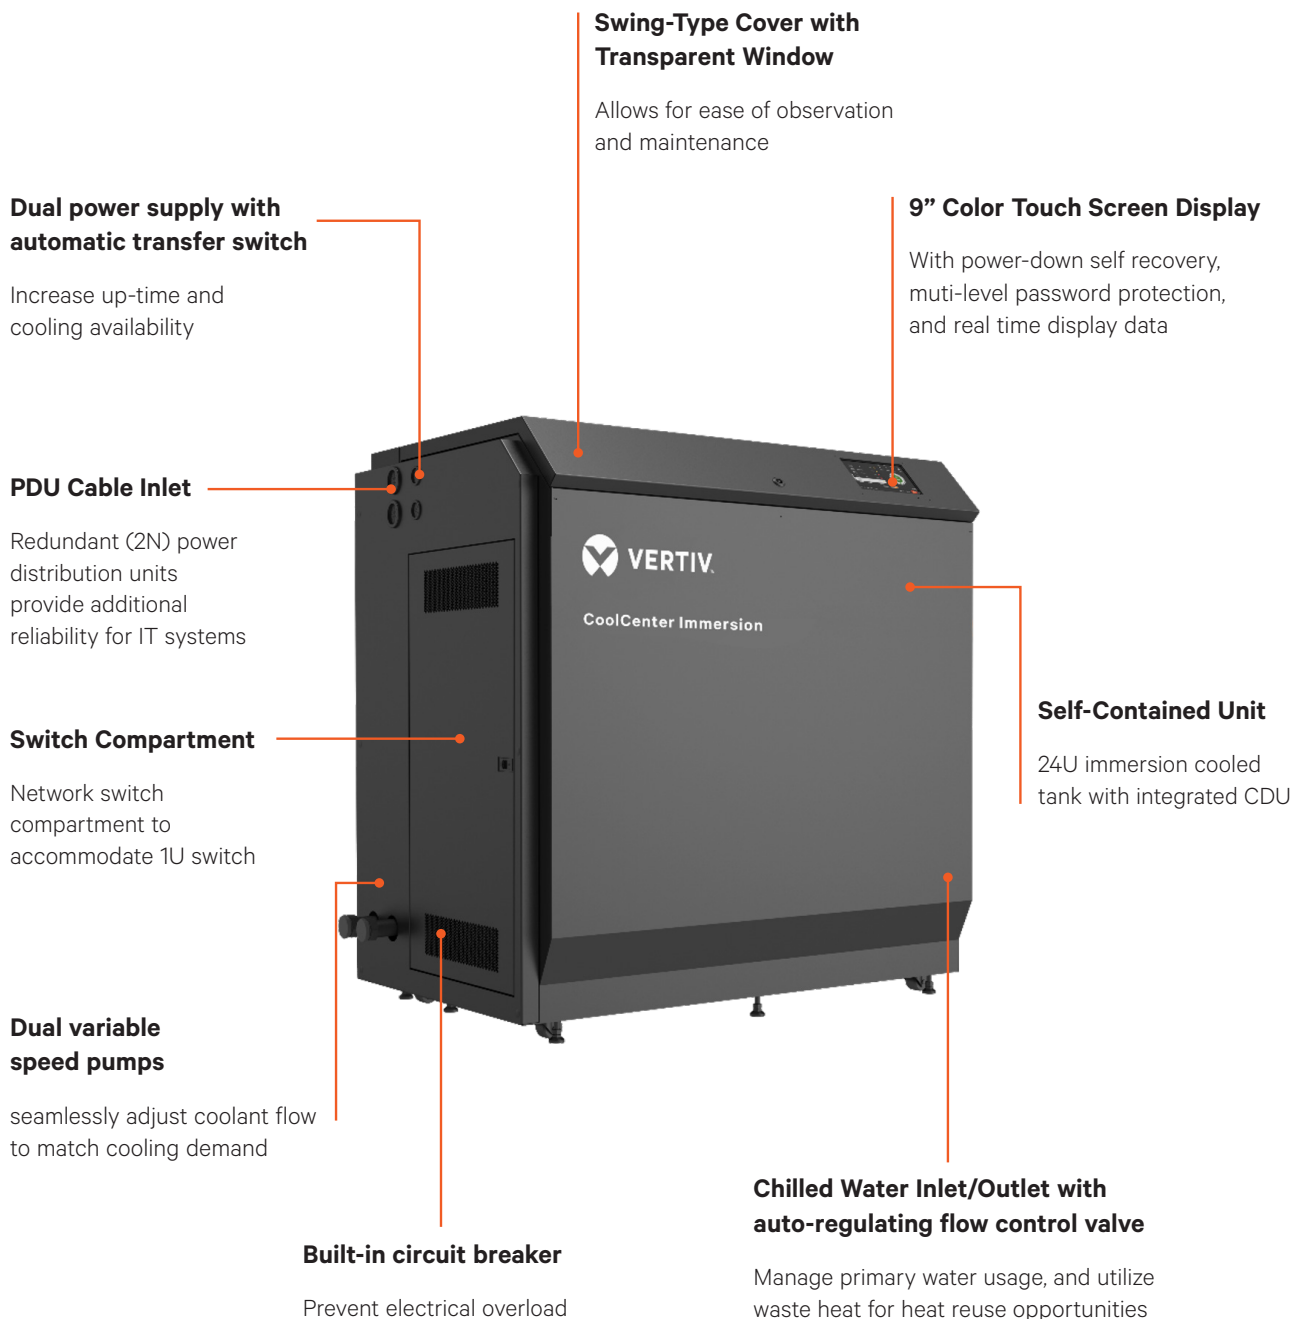 Swing-Type Cover with
Transparent Window
Allows for ease of observation
and maintenance
Dual power supply with
automatic transfer switch
Increase up-time and
cooling availability
9” Color Touch Screen Display
With power-down self recovery,
muti-level password protection,
and real time display data
PDU Cable Inlet
Redundant (2N) power
distribution units
provide additional
reliability for IT systems
VERTIV
CoolCenter Immersion
Self-Contained Unit
24U immersion cooled
tank with integrated CDU
Switch Compartment
Network switch
compartment to
accommodate 1U switch
Dual variable
speed pumps
seamlessly adjust coolant flow
to match cooling demand
Chilled Water Inlet/Outlet with
auto-regulating flow control valve
Manage primary water usage, and utilize
waste heat for heat reuse opportunities
Built-in circuit breaker
Prevent electrical overload